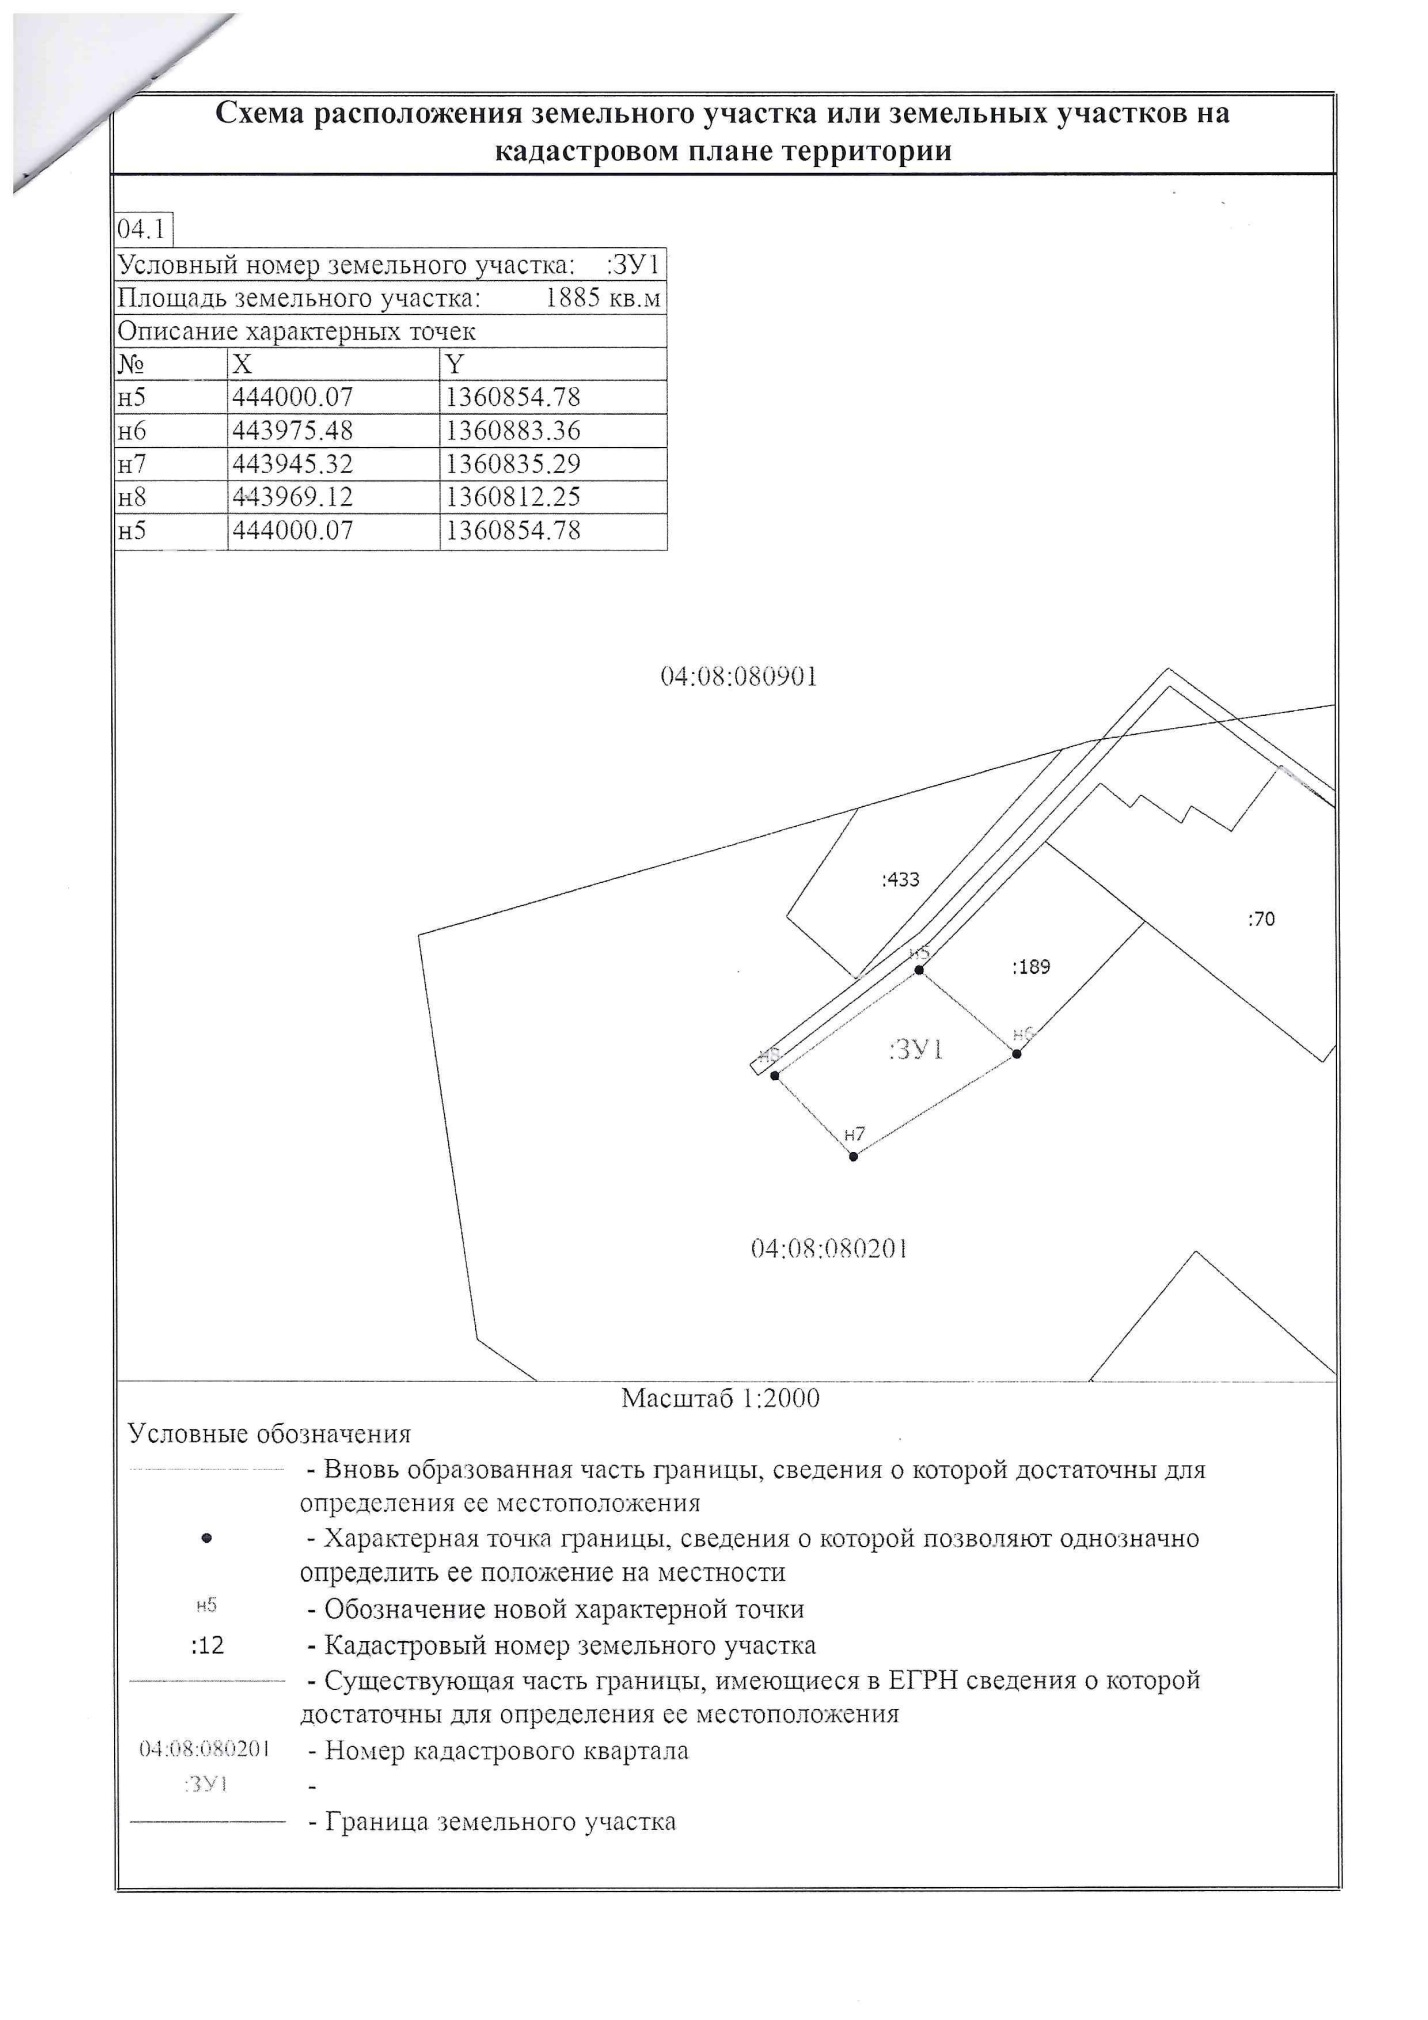 Схема расположения земельного участка или земельных участков на
кадастровом плане территории
04.1
Условный номер земельного участка: :ЗУ1
Площадь земельного участка: 1885 кв.м
Описание характерных точек
№ X Y
н5 444000.07 1360854.78
н6 443975.48 1360883.36
н7 443945.32 1360835.29
н8 443969.12 1360812.25
н5 444000.07 1360854.78
04:08:080901
:433
:70
н5
:189
н6
:ЗУ1
н8
н7
04:08:080201
Масштаб 1:2000
Условные обозначения
- Вновь образованная часть границы, сведения о которой достаточны для
определения ее местоположения
- Характерная точка границы, сведения о которой позволяют однозначно
определить ее положение на местности
н5 - Обозначение новой характерной точки
:12 - Кадастровый номер земельного участка
- Существующая часть границы, имеющиеся в ЕГРН сведения о которой
достаточны для определения ее местоположения
04:08:080201 - Номер кадастрового квартала
:ЗУ1 -
- Граница земельного участка